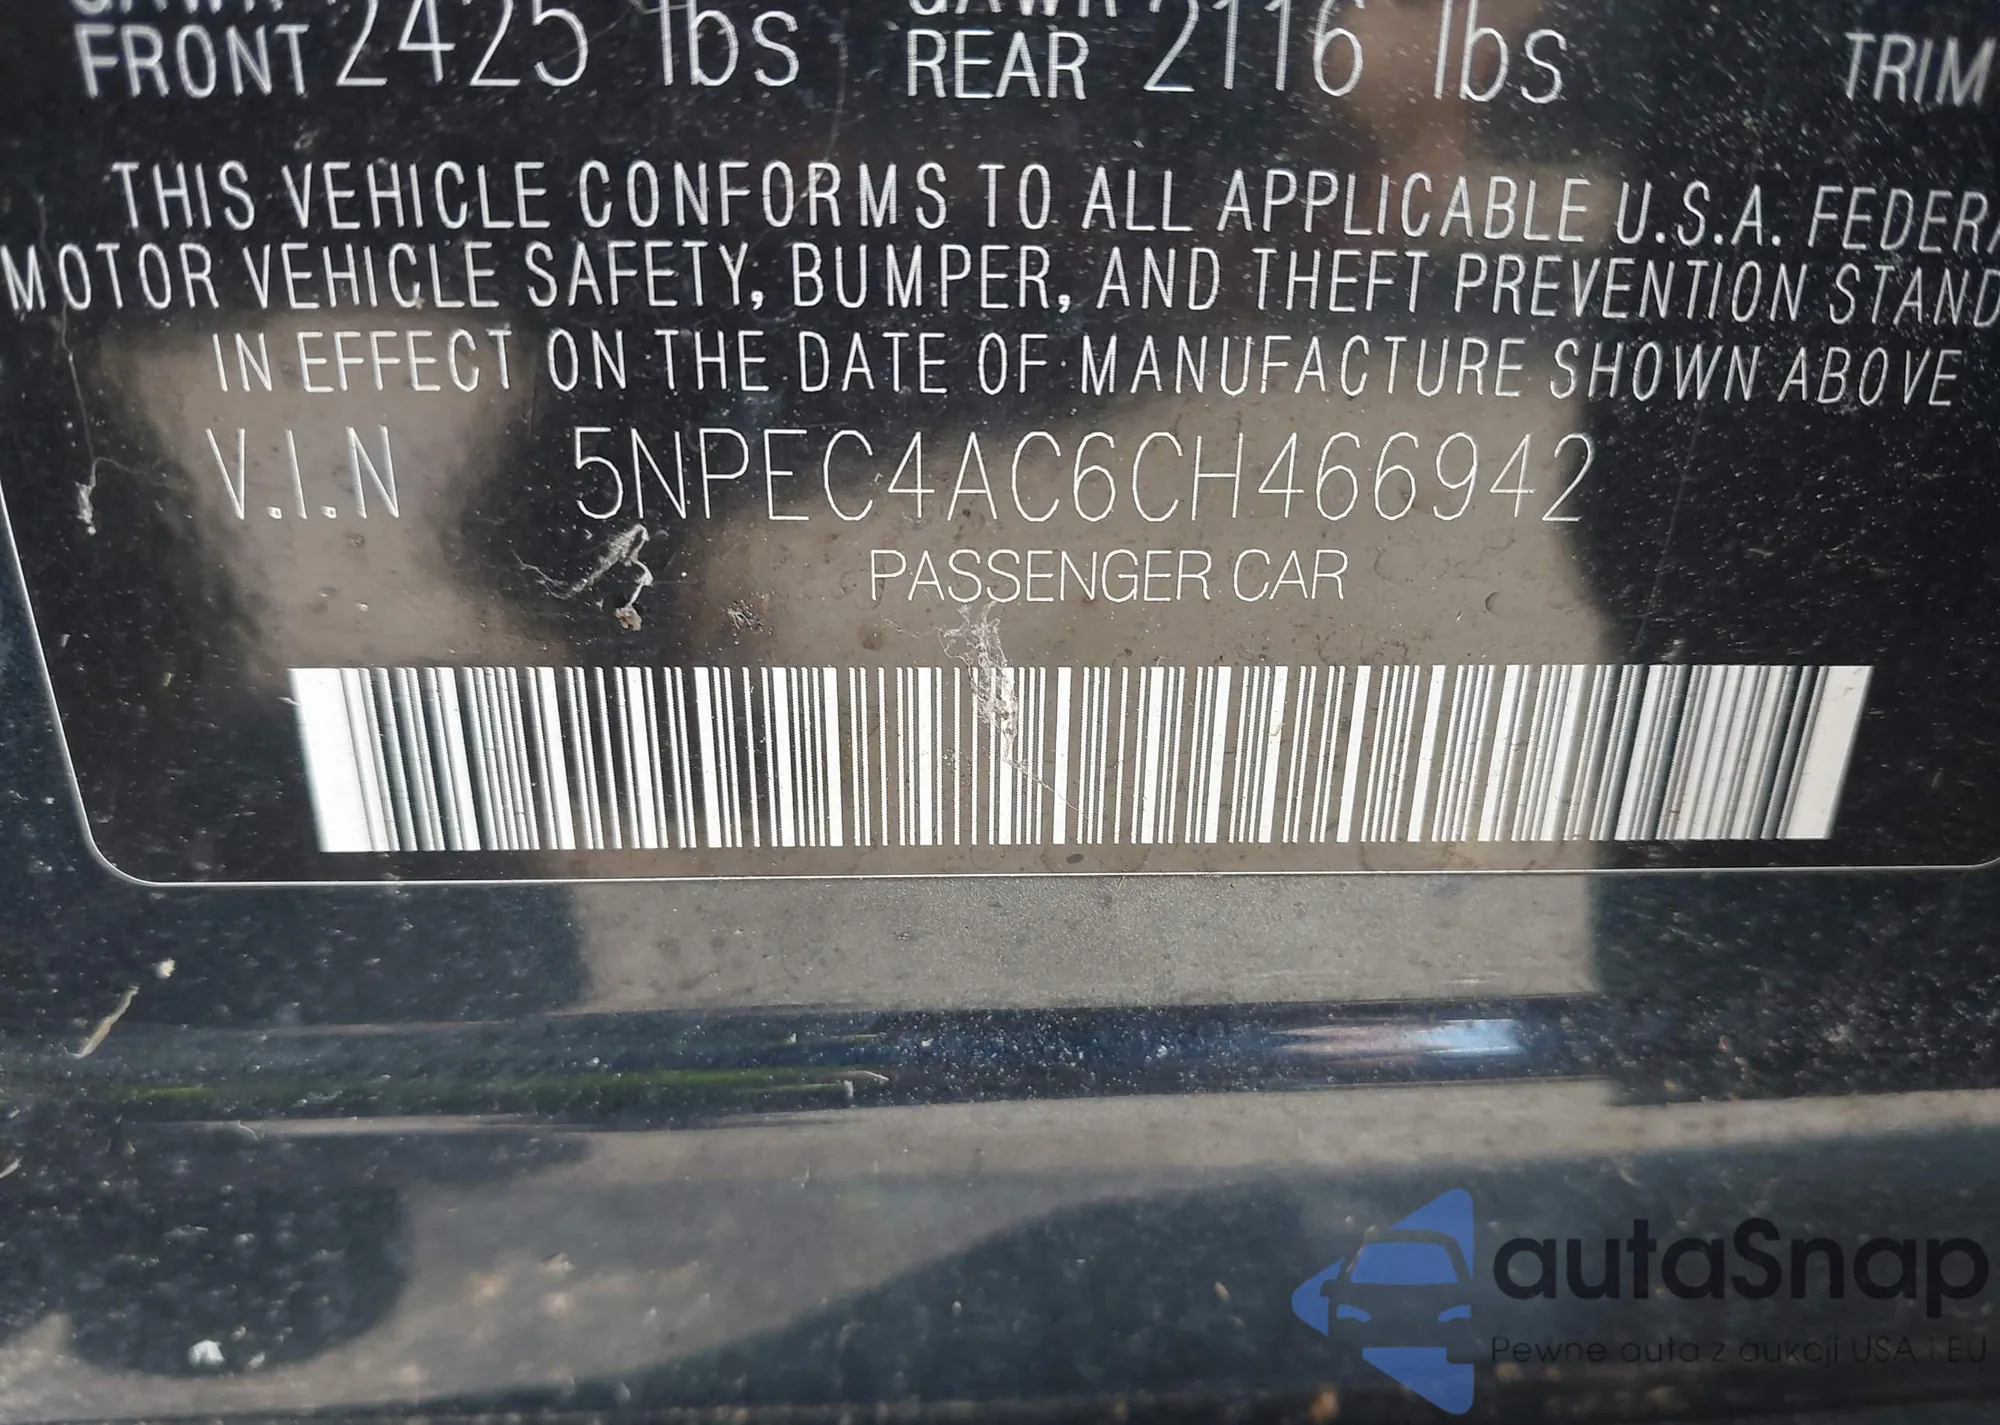 FRONT 2425 lbs REAR 2116 lbs TRIM
THIS VEHICLE CONFORMS TO ALL APPLICABLE U.S.A. FEDERA
MOTOR VEHICLE SAFETY, BUMPER, AND THEFT PREVENTION STAND
IN EFFECT ON THE DATE OF MANUFACTURE SHOWN ABOVE
V.I.N 5NPEC4AC6CH466942
PASSENGER CAR
autaSnap
Pewne auta z aukcji USA i EU